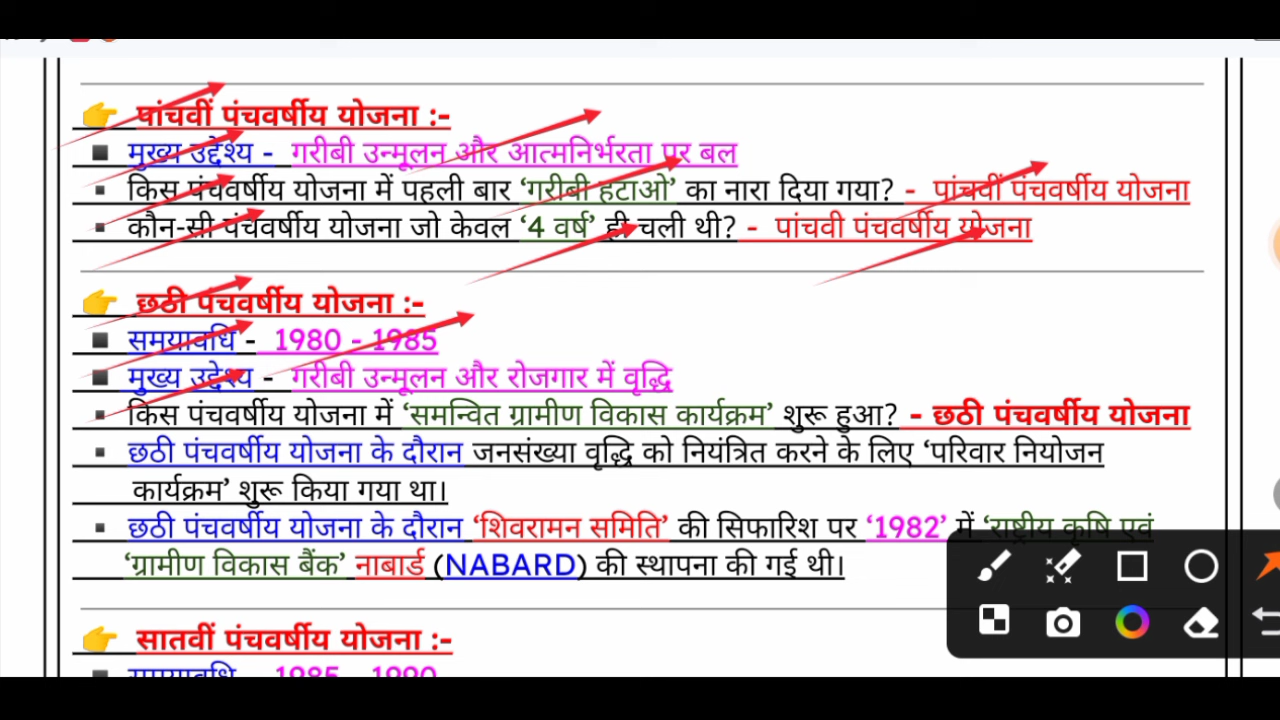 👉 पांचवीं पंचवर्षीय योजना :-
▪ मुख्य उद्देश्य - गरीबी उन्मूलन और आत्मनिर्भरता पर बल
▪ किस पंचवर्षीय योजना में पहली बार ‘गरीबी हटाओ’ का नारा दिया गया? - पांचवीं पंचवर्षीय योजना
▪ कौन-सी पंचवर्षीय योजना जो केवल ‘4 वर्ष’ ही चली थी? - पांचवी पंचवर्षीय योजना
👉 छठी पंचवर्षीय योजना :-
▪ समयावधि - 1980 - 1985
▪ मुख्य उद्देश्य - गरीबी उन्मूलन और रोजगार में वृद्धि
▪ किस पंचवर्षीय योजना में ‘समन्वित ग्रामीण विकास कार्यक्रम’ शुरू हुआ? - छठी पंचवर्षीय योजना
▪ छठी पंचवर्षीय योजना के दौरान जनसंख्या वृद्धि को नियंत्रित करने के लिए ‘परिवार नियोजन
कार्यक्रम’ शुरू किया गया था।
▪ छठी पंचवर्षीय योजना के दौरान ‘शिवरामन समिति’ की सिफारिश पर ‘1982’ में ‘राष्ट्रीय कृषि एवं
‘ग्रामीण विकास बैंक’ नाबार्ड (NABARD) की स्थापना की गई थी।
👉 सातवीं पंचवर्षीय योजना :-
▪ समयावधि - 1985 - 1990